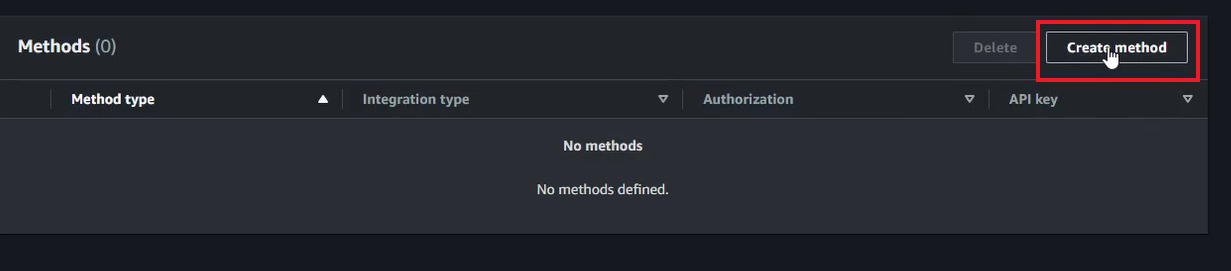 Methods (0)
Delete
Create method
Method type
Integration type
Authorization
API key
No methods
No methods defined.